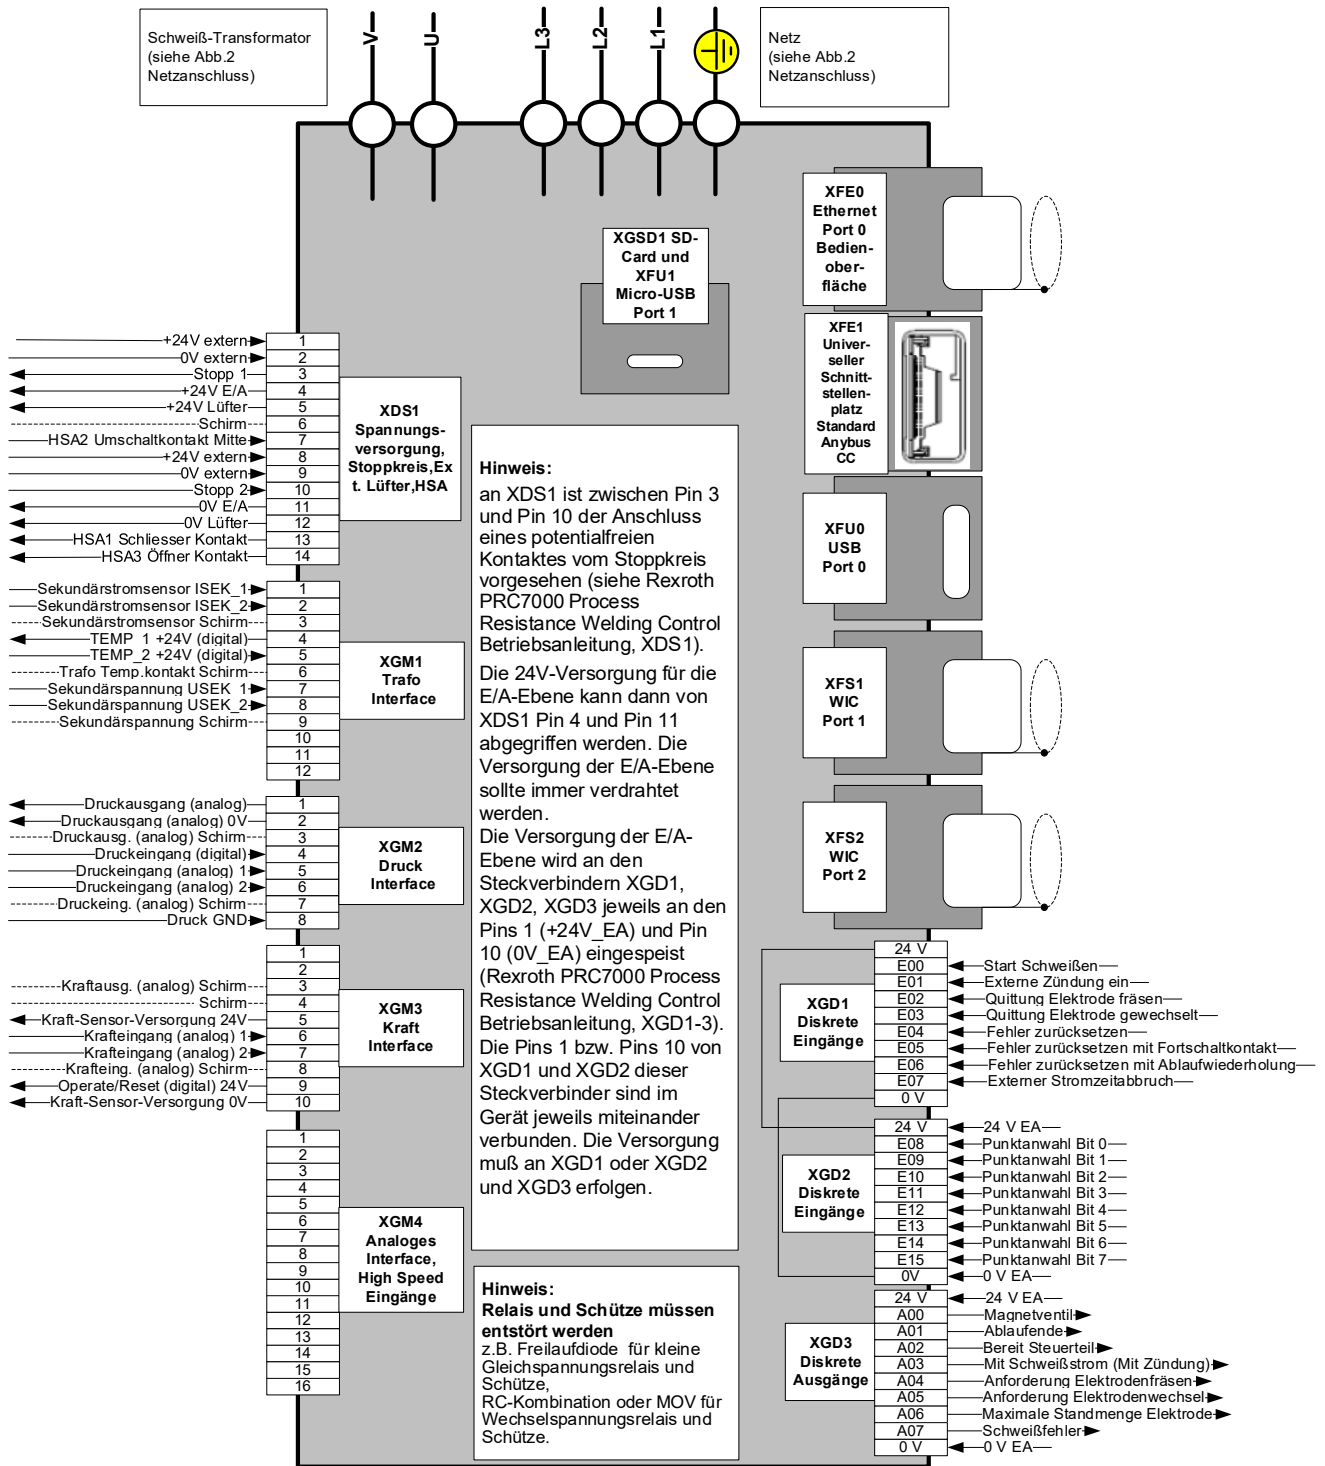 Schweiß-Transformator
(siehe Abb.2
Netzanschluss)
V
U
L3
L2
L1
Netz
(siehe Abb.2
Netzanschluss)
XGSD1 SD-
Card und
XFU1
Micro-USB
Port 1
XFE0
Ethernet
Port 0
Bedien-
ober-
fläche
XFE1
Univer-
seller
Schnitt-
stellen-
platz
Standard
Anybus
CC
XFU0
USB
Port 0
XFS1
WIC
Port 1
XFS2
WIC
Port 2
+24V extern 1
0V extern 2
Stopp 1 3
+24V E/A 4
+24V Lüfter 5
Schirm 6
HSA2 Umschaltkontakt Mitte 7
+24V extern 8
0V extern 9
Stopp 2 10
0V E/A 11
0V Lüfter 12
HSA1 Schliesser Kontakt 13
HSA3 Öffner Kontakt 14
XDS1
Spannungs-
versorgung,
Stoppkreis,Ex
t. Lüfter,HSA
Sekundärstromsensor ISEK_1 1
Sekundärstromsensor ISEK_2 2
Sekundärstromsensor Schirm 3
TEMP_1 +24V (digital) 4
TEMP_2 +24V (digital) 5
Trafo Temp.kontakt Schirm 6
Sekundärspannung USEK_1 7
Sekundärspannung USEK_2 8
Sekundärspannung Schirm 9
10
11
12
XGM1
Trafo
Interface
Druckausgang (analog) 1
Druckausgang (analog) 0V 2
Druckausg. (analog) Schirm 3
Druckeingang (digital) 4
Druckeingang (analog) 1 5
Druckeingang (analog) 2 6
Druckeing. (analog) Schirm 7
Druck GND 8
XGM2
Druck
Interface
1
2
Kraftausg. (analog) Schirm 3
Schirm 4
Kraft-Sensor-Versorgung 24V 5
Krafteingang (analog) 1 6
Krafteingang (analog) 2 7
Krafteing. (analog) Schirm 8
Operate/Reset (digital) 24V 9
Kraft-Sensor-Versorgung 0V 10
XGM3
Kraft
Interface
1
2
3
4
5
6
7
8
9
10
11
12
13
14
15
16
XGM4
Analoges
Interface,
High Speed
Eingänge
Hinweis:
an XDS1 ist zwischen Pin 3
und Pin 10 der Anschluss
eines potentialfreien
Kontaktes vom Stoppkreis
vorgesehen (siehe Rexroth
PRC7000 Process
Resistance Welding Control
Betriebsanleitung, XDS1).
Die 24V-Versorgung für die
E/A-Ebene kann dann von
XDS1 Pin 4 und Pin 11
abgegriffen werden. Die
Versorgung der E/A-Ebene
sollte immer verdrahtet
werden.
Die Versorgung der E/A-
Ebene wird an den
Steckverbindern XGD1,
XGD2, XGD3 jeweils an den
Pins 1 (+24V_EA) und Pin
10 (0V_EA) eingespeist
(Rexroth PRC7000 Process
Resistance Welding Control
Betriebsanleitung, XGD1-3).
Die Pins 1 bzw. Pins 10 von
XGD1 und XGD2 dieser
Steckverbinder sind im
Gerät jeweils miteinander
verbunden. Die Versorgung
muß an XGD1 oder XGD2
und XGD3 erfolgen.
Hinweis:
Relais und Schütze müssen
entstört werden
z.B. Freilaufdiode für kleine
Gleichspannungsrelais und
Schütze,
RC-Kombination oder MOV für
Wechselspannungsrelais und
Schütze.
XGD1
Diskrete
Eingänge
24 V
E00 Start Schweißen
E01 Externe Zündung ein
E02 Quittung Elektrode fräsen
E03 Quittung Elektrode gewechselt
E04 Fehler zurücksetzen
E05 Fehler zurücksetzen mit Fortschaltkontakt
E06 Fehler zurücksetzen mit Ablaufwiederholung
E07 Externer Stromzeitabbruch
0 V
XGD2
Diskrete
Eingänge
24 V 24 V EA
E08 Punktanwahl Bit 0
E09 Punktanwahl Bit 1
E10 Punktanwahl Bit 2
E11 Punktanwahl Bit 3
E12 Punktanwahl Bit 4
E13 Punktanwahl Bit 5
E14 Punktanwahl Bit 6
E15 Punktanwahl Bit 7
0V 0 V EA
XGD3
Diskrete
Ausgänge
24 V 24 V EA
A00 Magnetventil
A01 Ablaufende
A02 Bereit Steuerteil
A03 Mit Schweißstrom (Mit Zündung)
A04 Anforderung Elektrodenfräsen
A05 Anforderung Elektrodenwechsel
A06 Maximale Standmenge Elektrode
A07 Schweißfehler
0 V 0 V EA